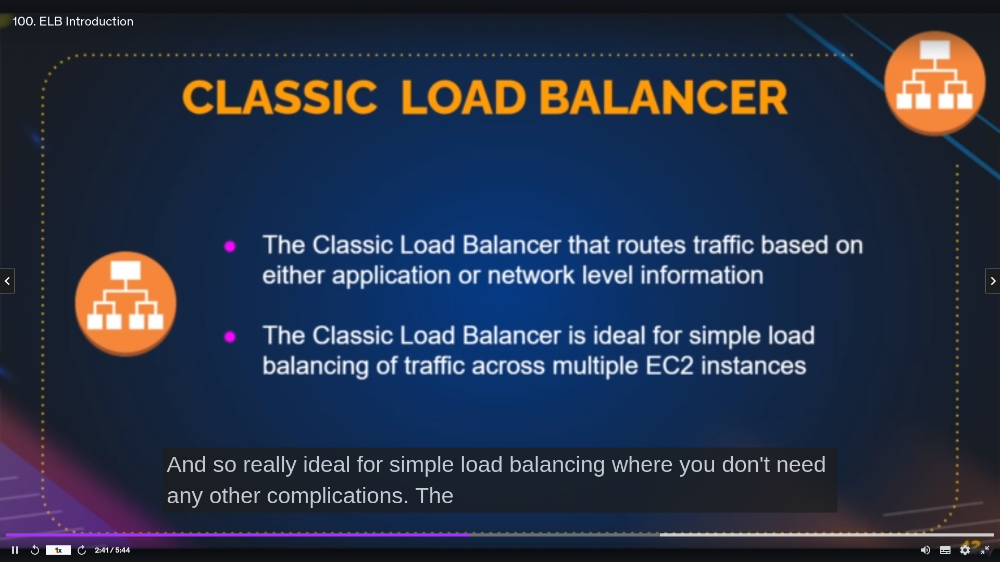 100. ELB Introduction
CLASSIC LOAD BALANCER
The Classic Load Balancer that routes traffic based on
either application or network level information
The Classic Load Balancer is ideal for simple load
balancing of traffic across multiple EC2 instances
And so really ideal for simple load balancing where you don't need
any other complications. The
1x
2:41 / 5:44